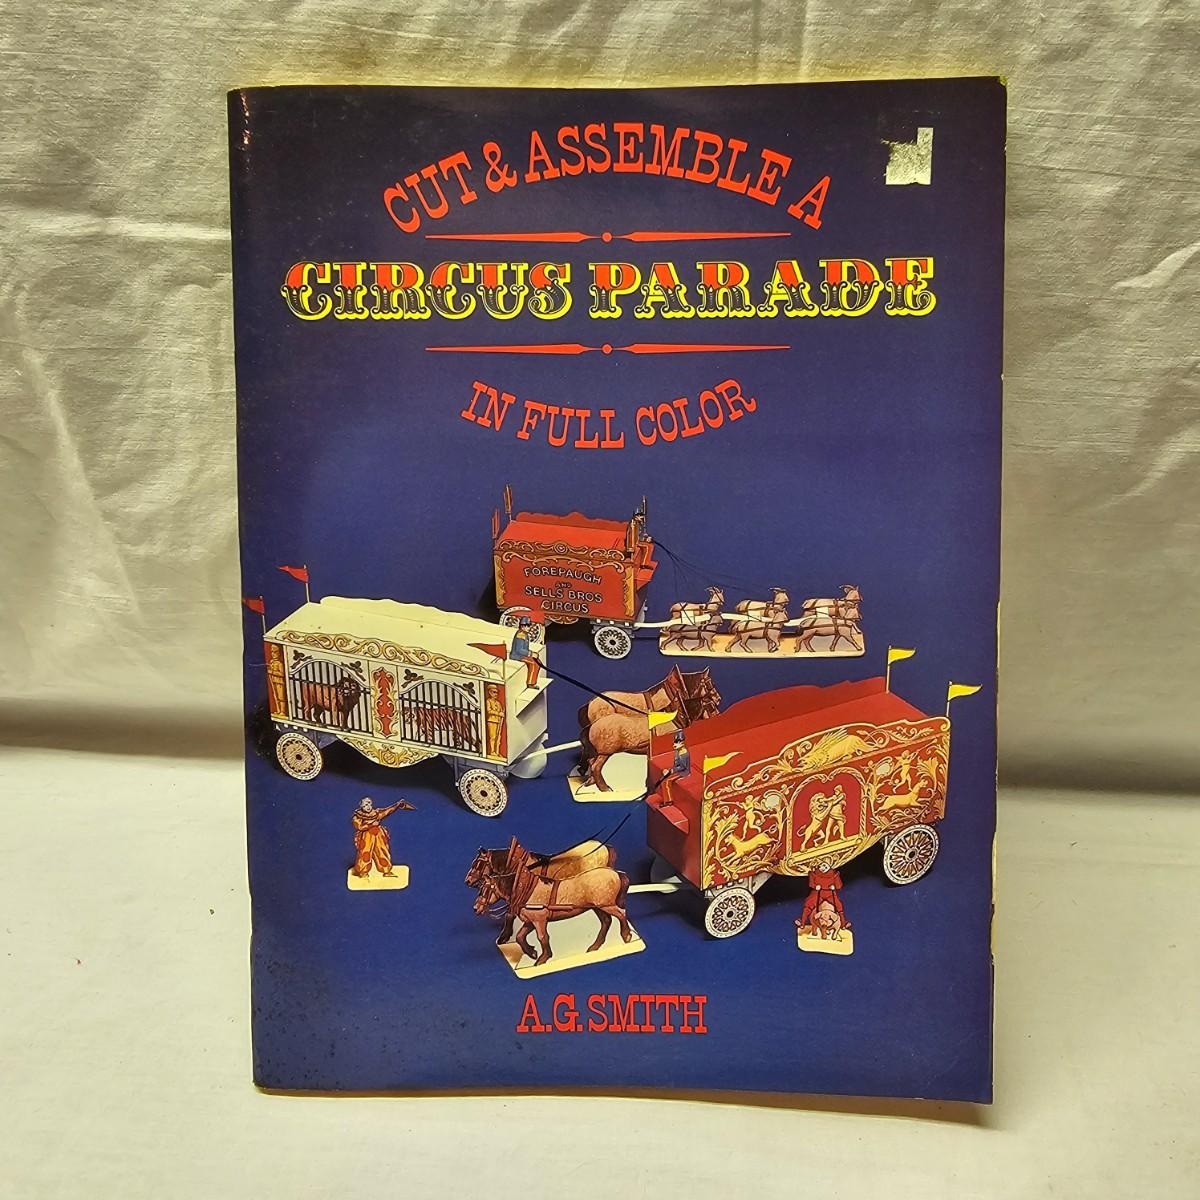 CUT & ASSEMBLE A
CIRCUS PARADE
IN FULL COLOR
FOREPAUGH
AND
SELLS BROS
CIRCUS
A.G. SMITH